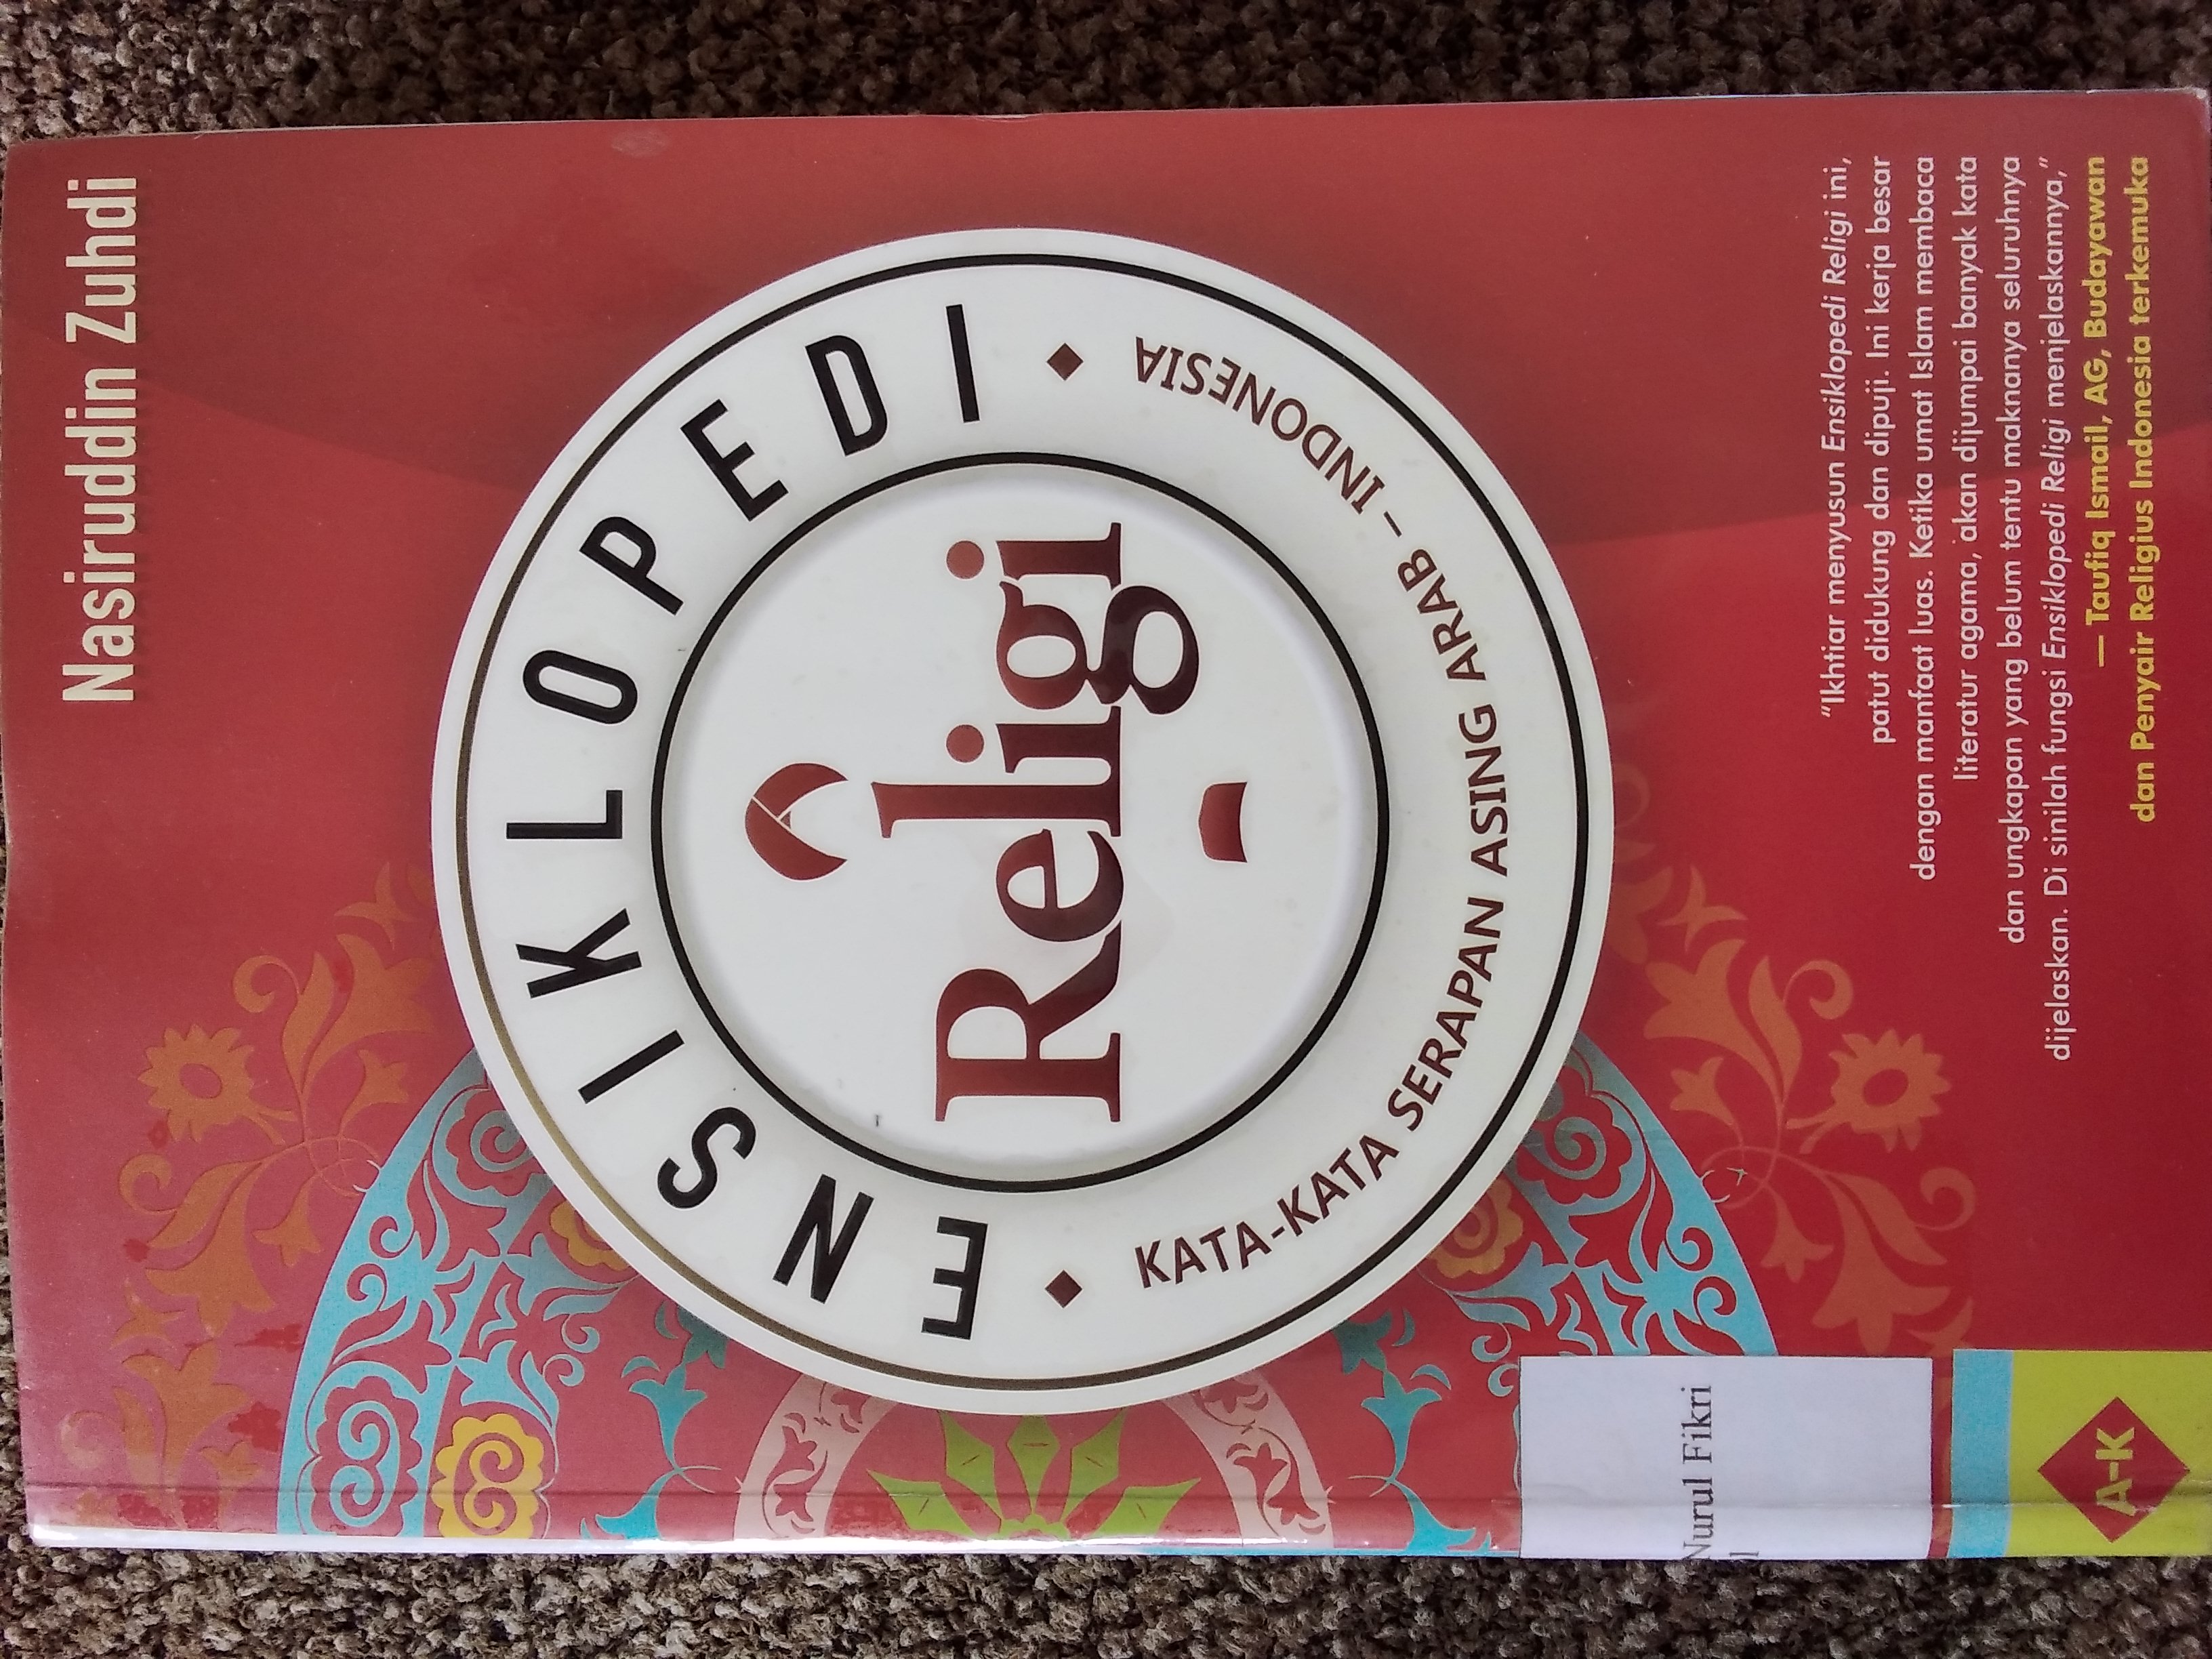 Nasiruddin Zuhdi
ENSIKLOPEDI
Religi
KATA-KATA SERAPAN ASING ARAB – INDONESIA
"Ikhtiar menyusun Ensiklopedi Religi ini,
patut didukung dan dipuji. Ini kerja besar
dengan manfaat luas. Ketika umat Islam membaca
literatur agama, akan dijumpai banyak kata
dan ungkapan yang belum tentu maknanya seluruhnya
dijelaskan. Di sinilah fungsi Ensiklopedi Religi menjelaskannya,"
— Taufiq Ismail, AG, Budayawan
dan Penyair Religius Indonesia terkemuka
Nurul Fikri
A-K